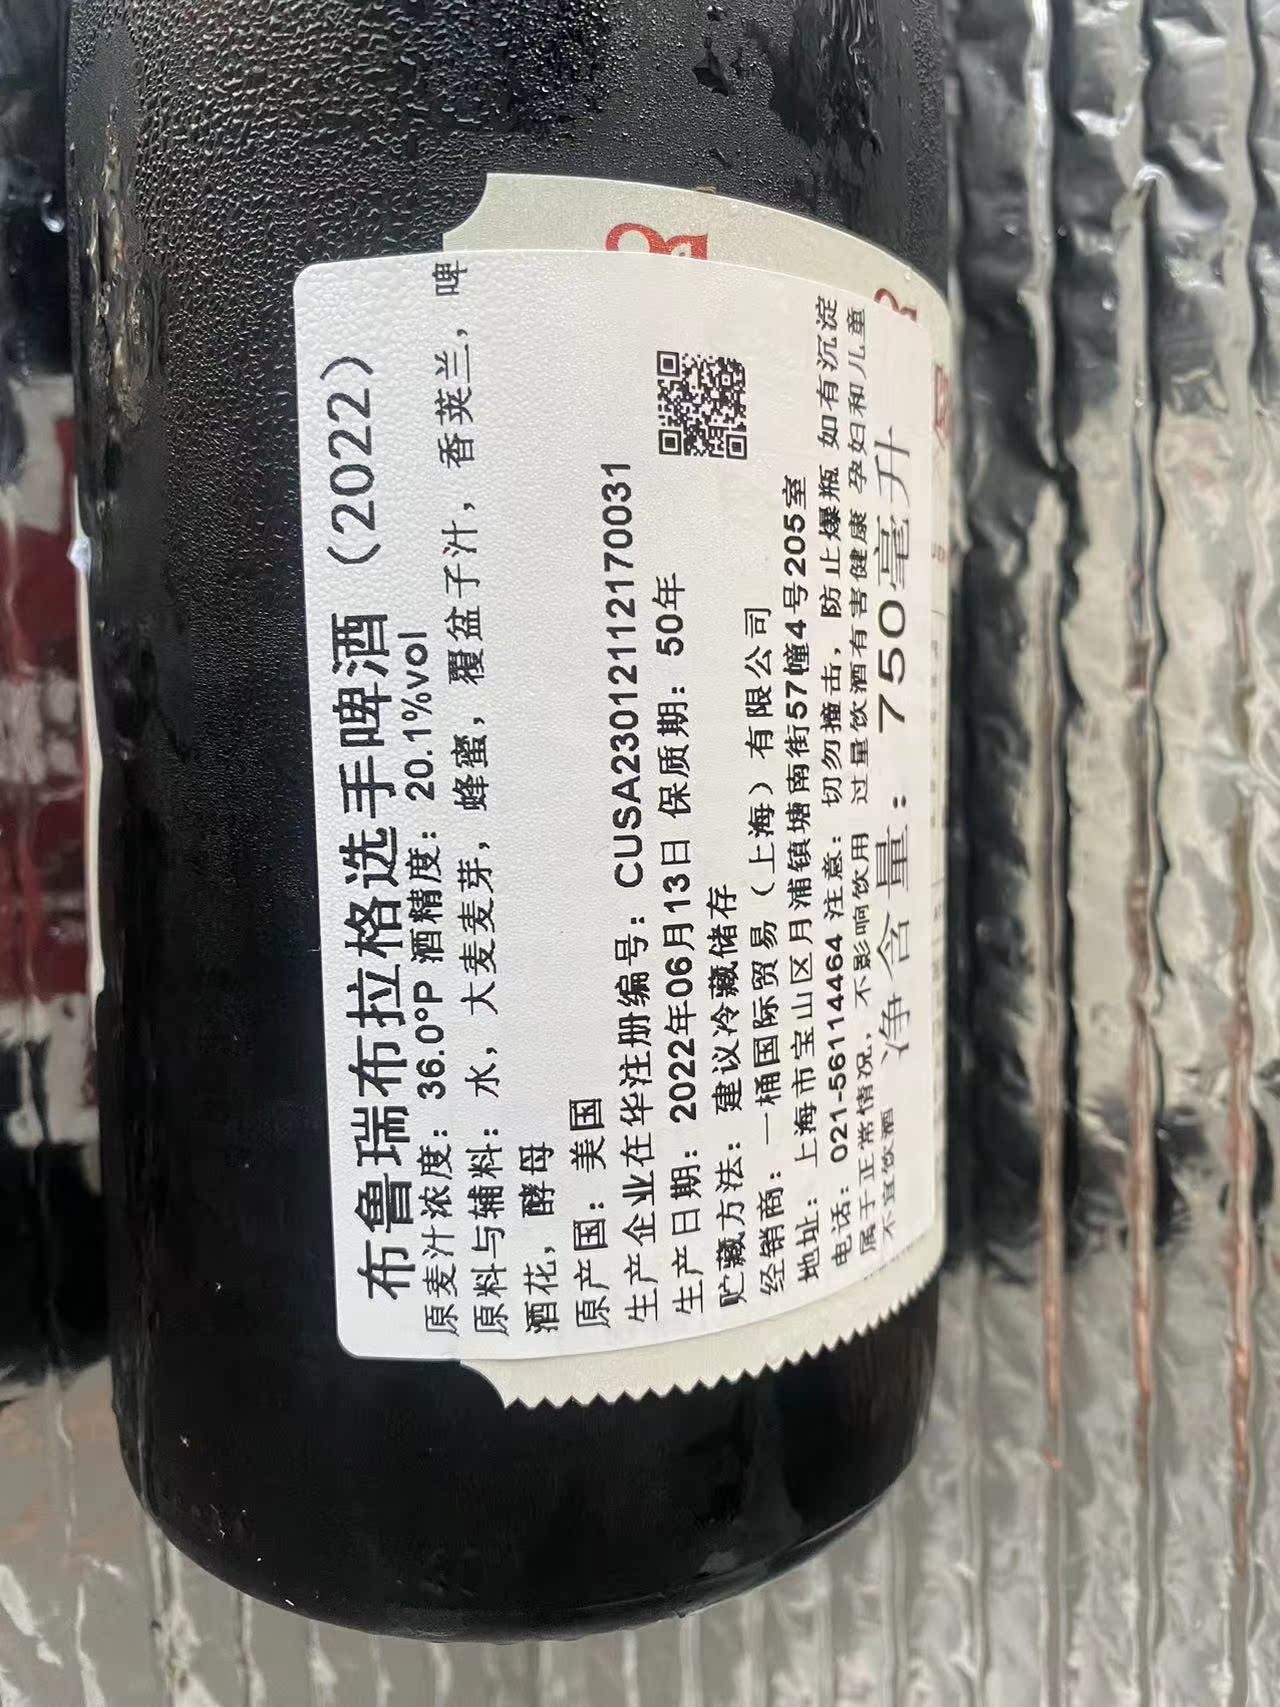 布鲁瑞布拉格选手啤酒（2022）
原麦汁浓度：36.0°P 酒精度：20.1%vol
原料与辅料：水，大麦麦芽，蜂蜜，覆盆子汁，香荚兰，啤
酒花，酵母
原产国：美国
生产企业在华注册编号：CUSA23012112170031
生产日期：2022年06月13日 保质期：50年
贮藏方法：建议冷藏储存
经销商：一桶国际贸易（上海）有限公司
地址：上海市宝山区月浦镇塘南街57幢4号205室
电话：021-56114464 注意：切勿撞击，防止爆瓶 如有沉淀
属于正常情况，不影响饮用 过量饮酒有害健康 孕妇和儿童
不宜饮酒
净含量：750毫升